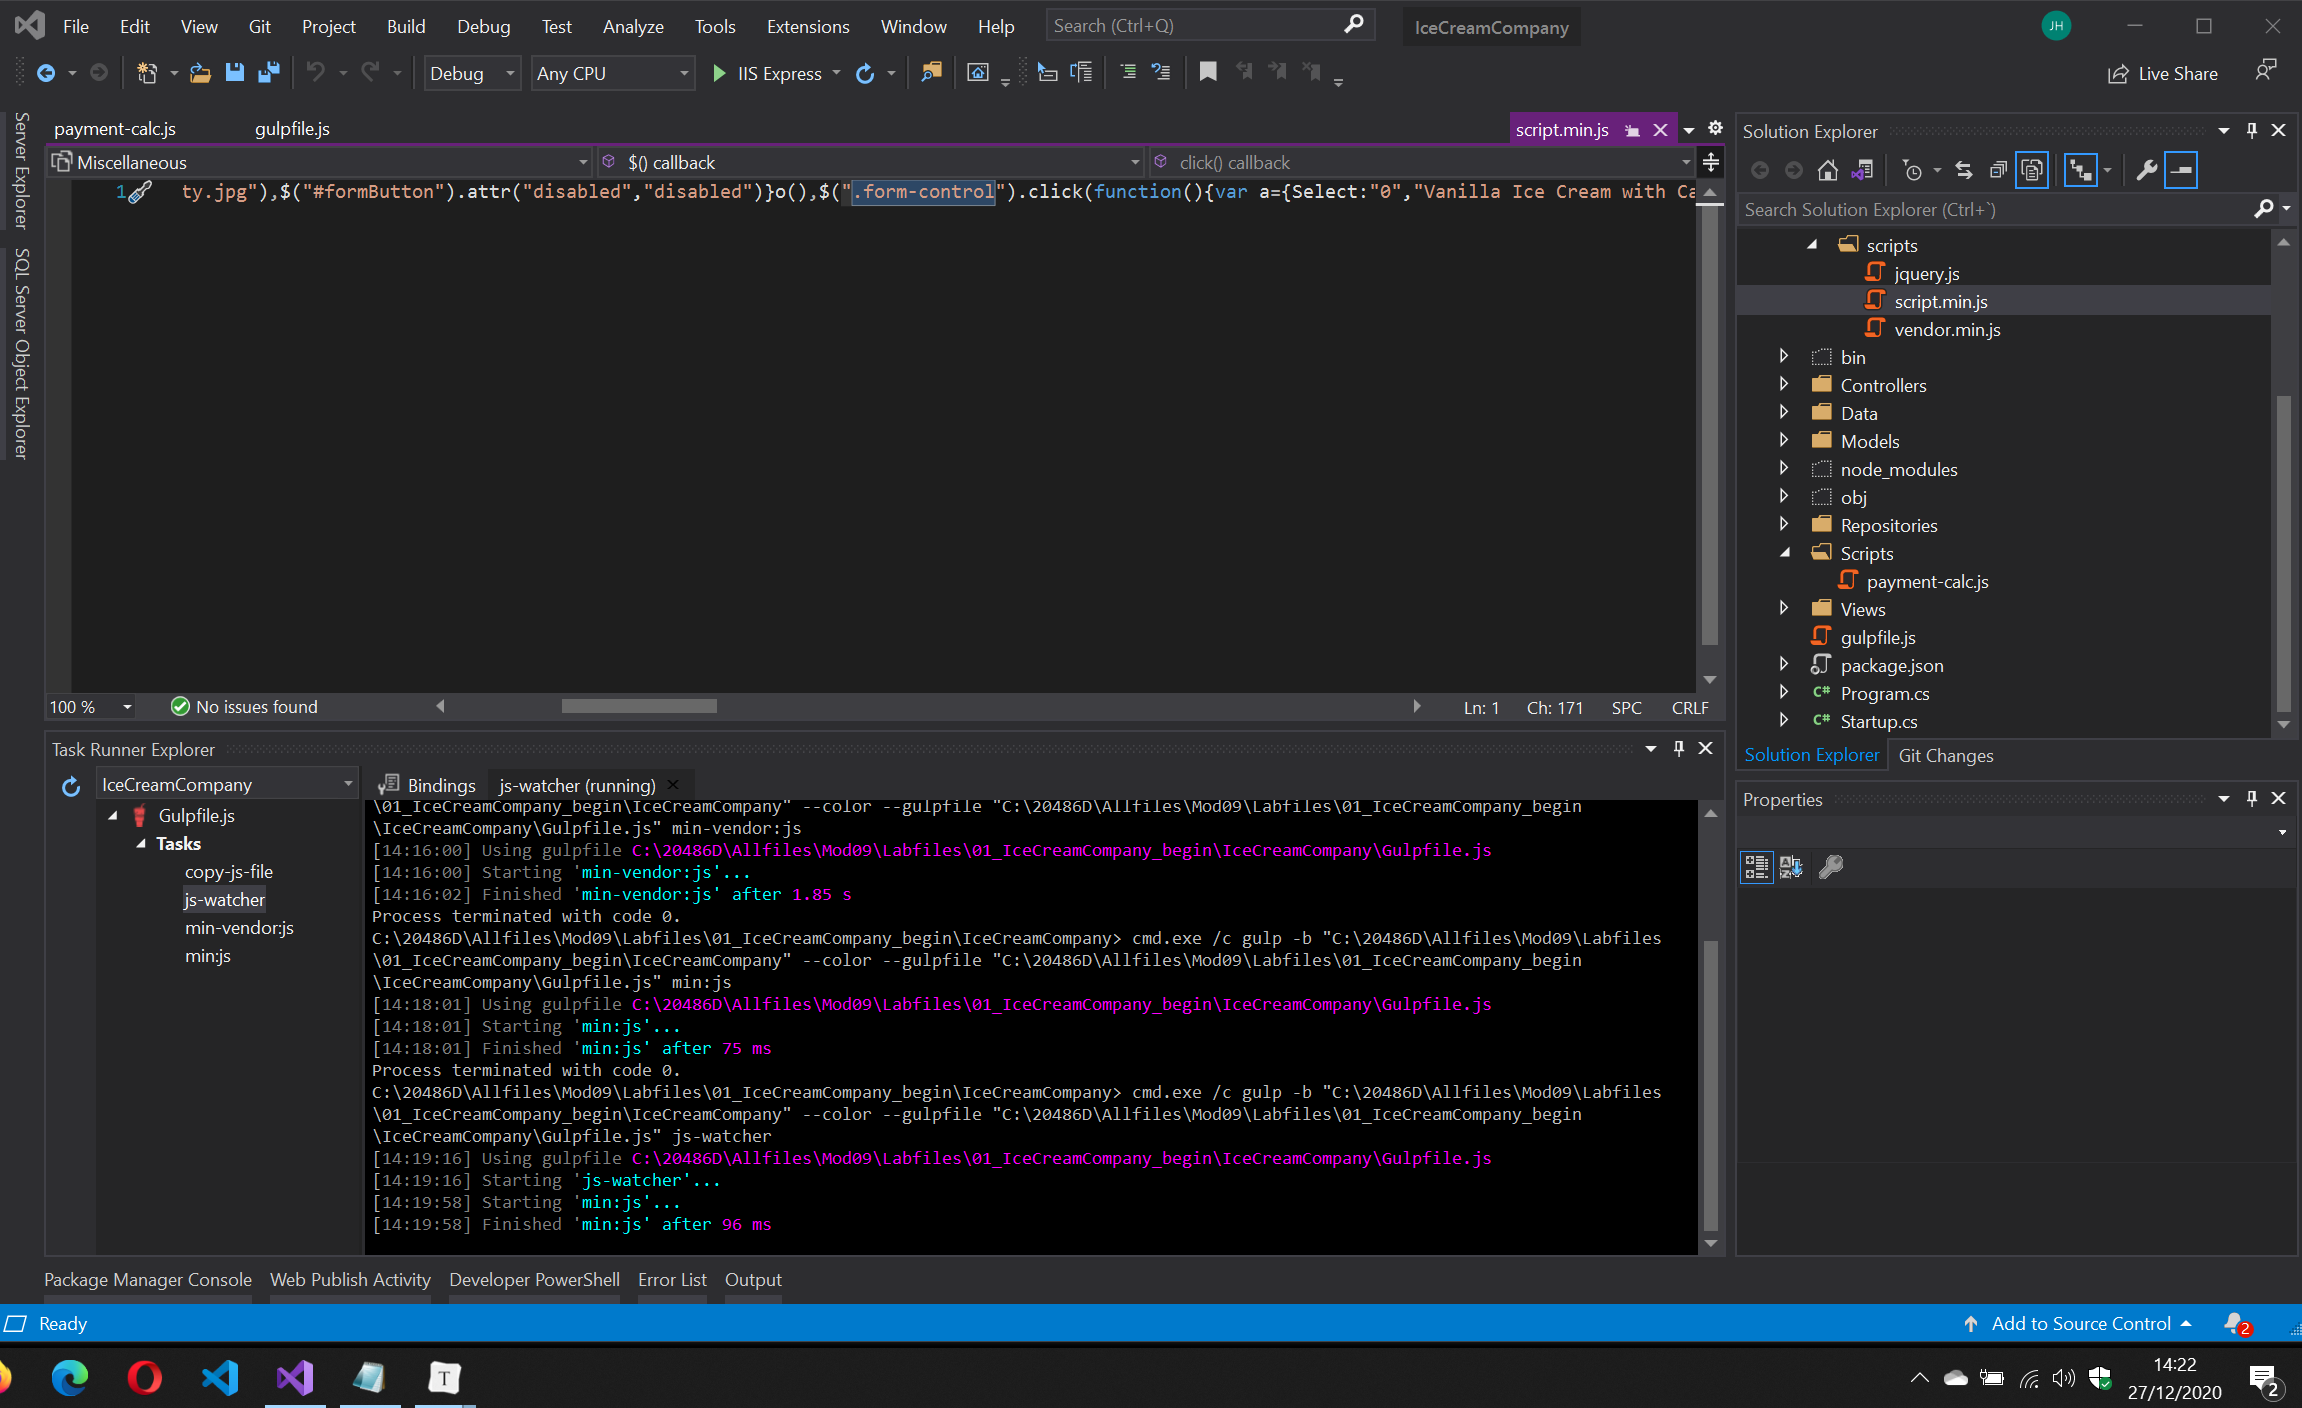 File Edit View Git Project Build Debug Test Analyze Tools Extensions Window Help Search (Ctrl+Q) IceCreamCompany JH
Debug Any CPU IIS Express Live Share
Server Explorer
SQL Server Object Explorer
payment-calc.js gulpfile.js script.min.js
Miscellaneous $() callback click() callback
1 ty.jpg"),$("#formButton").attr("disabled","disabled")}o(),$(".form-control").click(function(){var a={Select:"0","Vanilla Ice Cream with Ca
100 % No issues found Ln: 1 Ch: 171 SPC CRLF
Task Runner Explorer
IceCreamCompany
Gulpfile.js
Tasks
copy-js-file
js-watcher
min-vendor:js
min:js
Bindings js-watcher (running)
\01_IceCreamCompany_begin\IceCreamCompany" --color --gulpfile "C:\20486D\Allfiles\Mod09\Labfiles\01_IceCreamCompany_begin
\IceCreamCompany\Gulpfile.js" min-vendor:js
[14:16:00] Using gulpfile C:\20486D\Allfiles\Mod09\Labfiles\01_IceCreamCompany_begin\IceCreamCompany\Gulpfile.js
[14:16:00] Starting 'min-vendor:js'...
[14:16:02] Finished 'min-vendor:js' after 1.85 s
Process terminated with code 0.
C:\20486D\Allfiles\Mod09\Labfiles\01_IceCreamCompany_begin\IceCreamCompany> cmd.exe /c gulp -b "C:\20486D\Allfiles\Mod09\Labfiles
\01_IceCreamCompany_begin\IceCreamCompany" --color --gulpfile "C:\20486D\Allfiles\Mod09\Labfiles\01_IceCreamCompany_begin
\IceCreamCompany\Gulpfile.js" min:js
[14:18:01] Using gulpfile C:\20486D\Allfiles\Mod09\Labfiles\01_IceCreamCompany_begin\IceCreamCompany\Gulpfile.js
[14:18:01] Starting 'min:js'...
[14:18:01] Finished 'min:js' after 75 ms
Process terminated with code 0.
C:\20486D\Allfiles\Mod09\Labfiles\01_IceCreamCompany_begin\IceCreamCompany> cmd.exe /c gulp -b "C:\20486D\Allfiles\Mod09\Labfiles
\01_IceCreamCompany_begin\IceCreamCompany" --color --gulpfile "C:\20486D\Allfiles\Mod09\Labfiles\01_IceCreamCompany_begin
\IceCreamCompany\Gulpfile.js" js-watcher
[14:19:16] Using gulpfile C:\20486D\Allfiles\Mod09\Labfiles\01_IceCreamCompany_begin\IceCreamCompany\Gulpfile.js
[14:19:16] Starting 'js-watcher'...
[14:19:58] Starting 'min:js'...
[14:19:58] Finished 'min:js' after 96 ms
Solution Explorer
Search Solution Explorer (Ctrl+`)
scripts
jquery.js
script.min.js
vendor.min.js
bin
Controllers
Data
Models
node_modules
obj
Repositories
Scripts
payment-calc.js
Views
gulpfile.js
package.json
C# Program.cs
C# Startup.cs
Solution Explorer Git Changes
Properties
Package Manager Console Web Publish Activity Developer PowerShell Error List Output
Ready Add to Source Control 2
T
14:22
27/12/2020
2